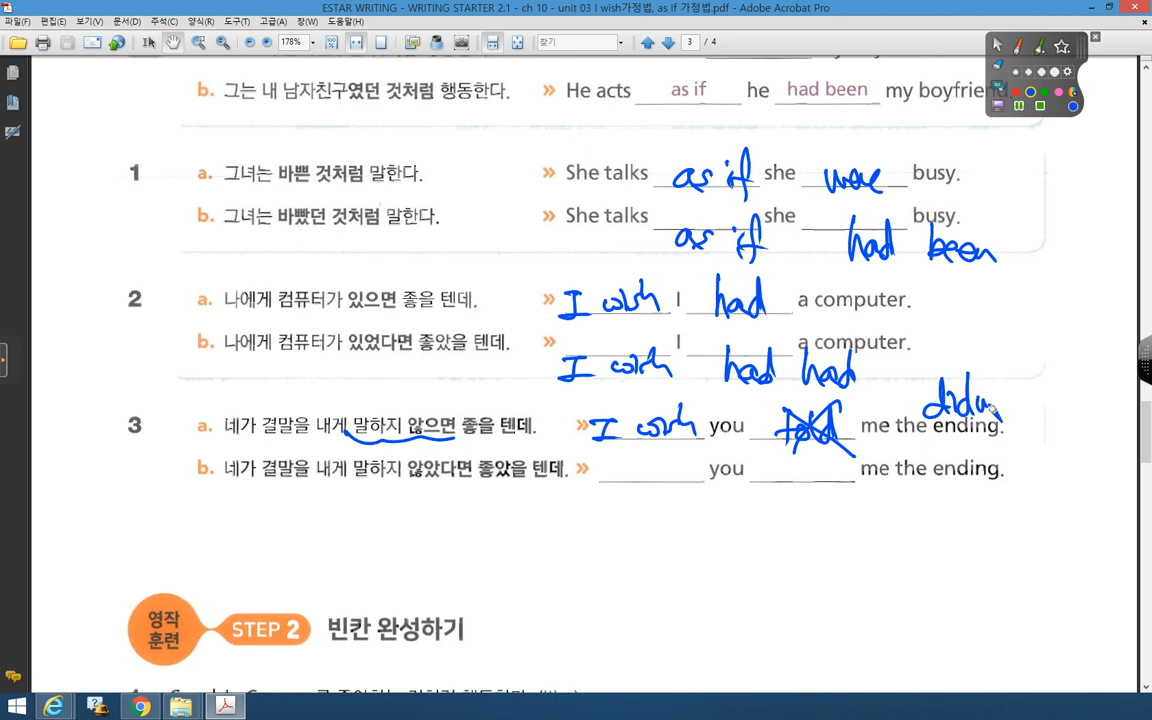 ESTAR WRITING - WRITING STARTER 2.1 - ch 10 - unit 03 I wish가정법, as if 가정법.pdf - Adobe Acrobat Pro
파일(F) 편집(E) 보기(V) 문서(D) 주석(C) 양식(R) 도구(T) 고급(A) 창(W) 도움말(H)
178% 찾기 3 / 4
b. 그는 내 남자친구였던 것처럼 행동한다. » He acts as if he had been my boyfrien
1 a. 그녀는 바쁜 것처럼 말한다. » She talks as if she were busy.
b. 그녀는 바빴던 것처럼 말한다. » She talks she busy.
as if had been
2 a. 나에게 컴퓨터가 있으면 좋을 텐데. » I wish I had a computer.
b. 나에게 컴퓨터가 있었다면 좋았을 텐데. » I a computer.
I wish had had
didn
3 a. 네가 결말을 내게 말하지 않으면 좋을 텐데. » I wish you told me the ending.
b. 네가 결말을 내게 말하지 않았다면 좋았을 텐데. » you me the ending.
영작
훈련
STEP 2 빈칸 완성하기